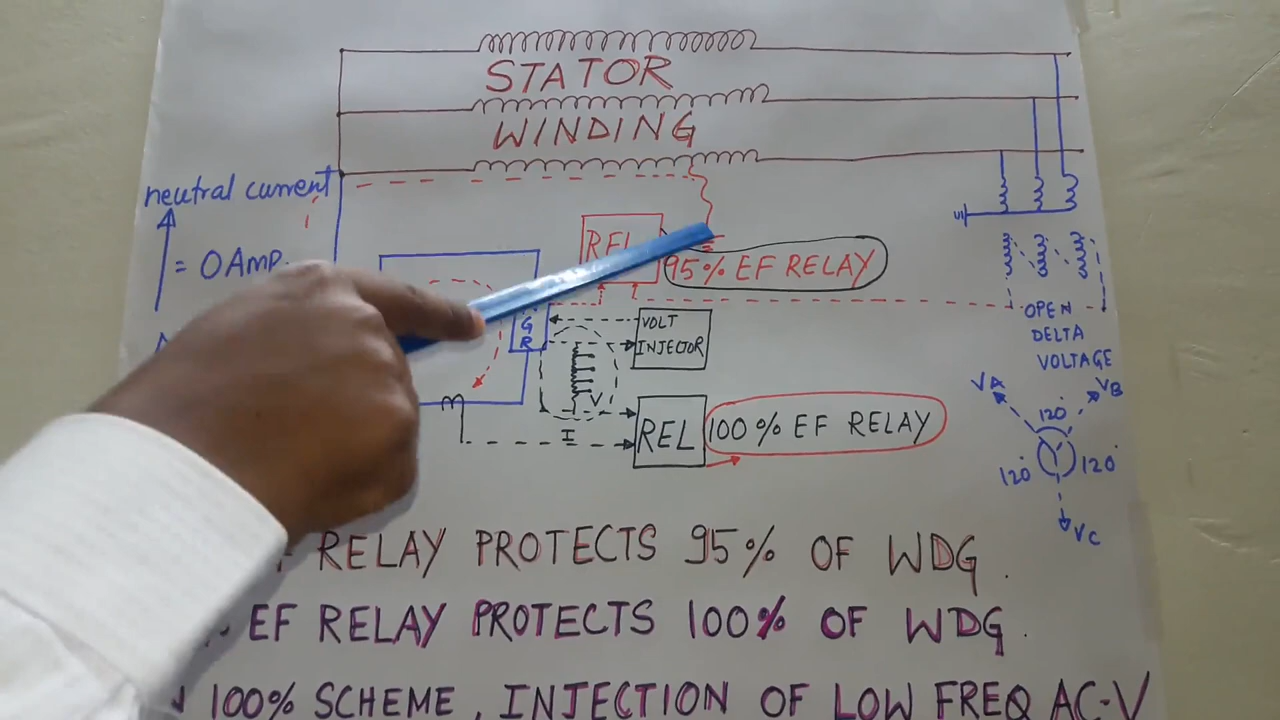 STATOR
WINDING
neutral current
= 0 Amp.
REL
95% EF RELAY
G
R
VOLT
INJECTOR
OPEN
DELTA
VOLTAGE
V
I
REL
100% EF RELAY
VA
VB
120°
120°
120°
VC
RELAY PROTECTS 95% OF WDG.
EF RELAY PROTECTS 100% OF WDG.
100% SCHEME, INJECTION OF LOW FREQ AC-V